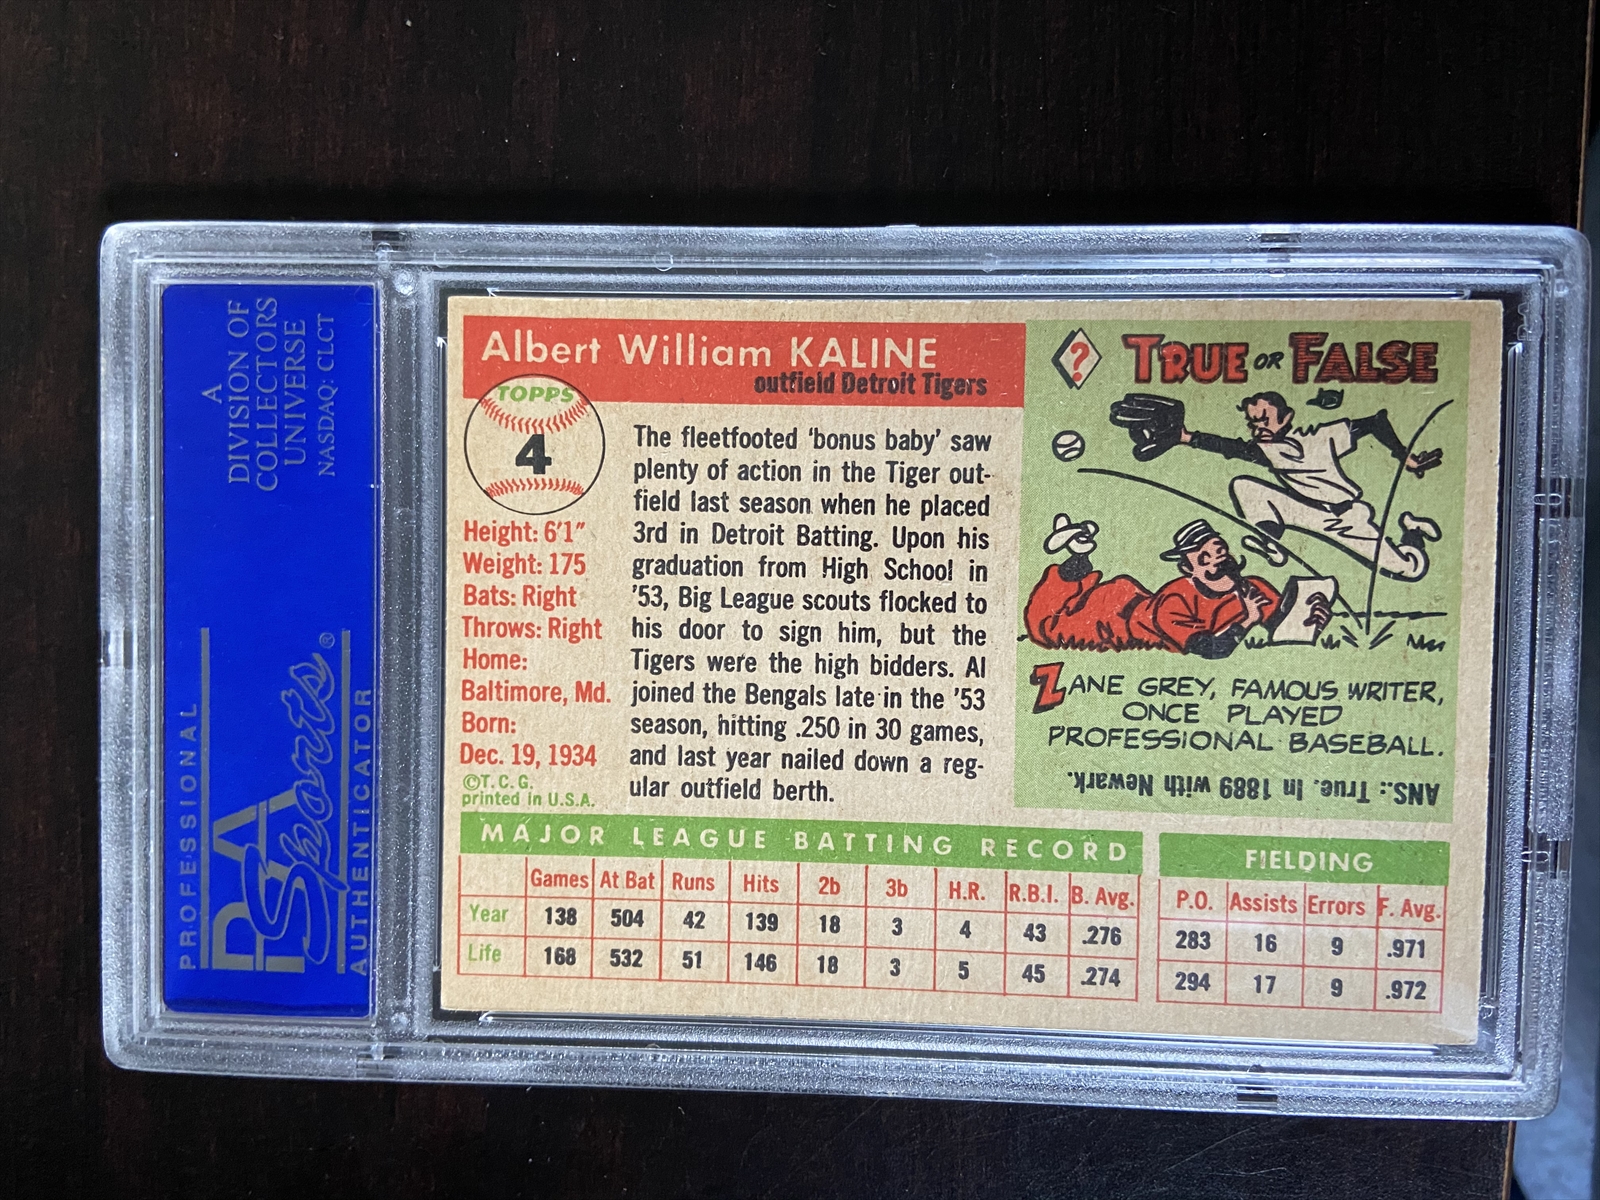 A
DIVISION OF
COLLECTORS
UNIVERSE
NASDAQ: CLCT
PROFESSIONAL
PSA
Sports®
AUTHENTICATOR
Albert William KALINE
outfield Detroit Tigers
TOPPS
4
Height: 6'1"
Weight: 175
Bats: Right
Throws: Right
Home:
Baltimore, Md.
Born:
Dec. 19, 1934
©T.C.G.
printed in U.S.A.
The fleetfooted 'bonus baby' saw
plenty of action in the Tiger out-
field last season when he placed
3rd in Detroit Batting. Upon his
graduation from High School in
'53, Big League scouts flocked to
his door to sign him, but the
Tigers were the high bidders. Al
joined the Bengals late in the '53
season, hitting .250 in 30 games,
and last year nailed down a reg-
ular outfield berth.
? TRUE OR FALSE
ZANE GREY, FAMOUS WRITER,
ONCE PLAYED
PROFESSIONAL BASEBALL.
ANS.: True. In 1889 with Newark.
MAJOR LEAGUE BATTING RECORD
Games At Bat Runs Hits 2b 3b H.R. R.B.I. B. Avg.
Year 138 504 42 139 18 3 4 43 .276
Life 168 532 51 146 18 3 5 45 .274
FIELDING
P.O. Assists Errors F. Avg.
283 16 9 .971
294 17 9 .972